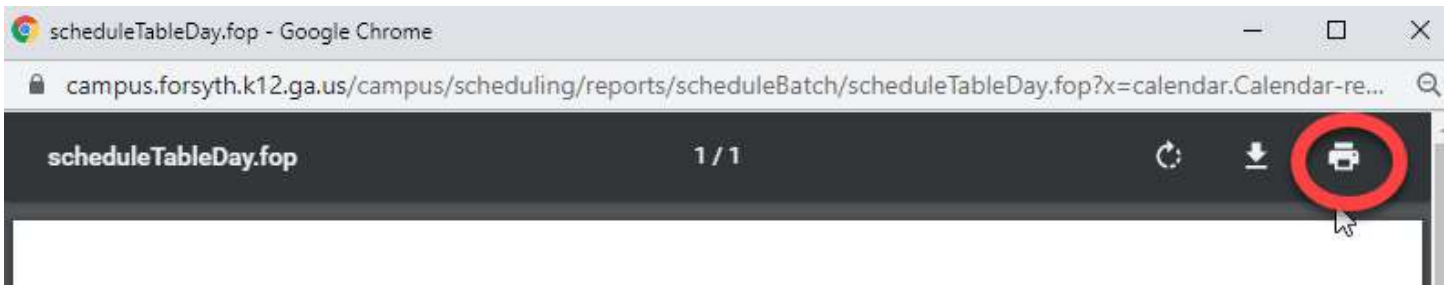 scheduleTableDay.fop - Google Chrome
campus.forsyth.k12.ga.us/campus/scheduling/reports/scheduleBatch/scheduleTableDay.fop?x=calendar.Calendar-re...
scheduleTableDay.fop 1 / 1